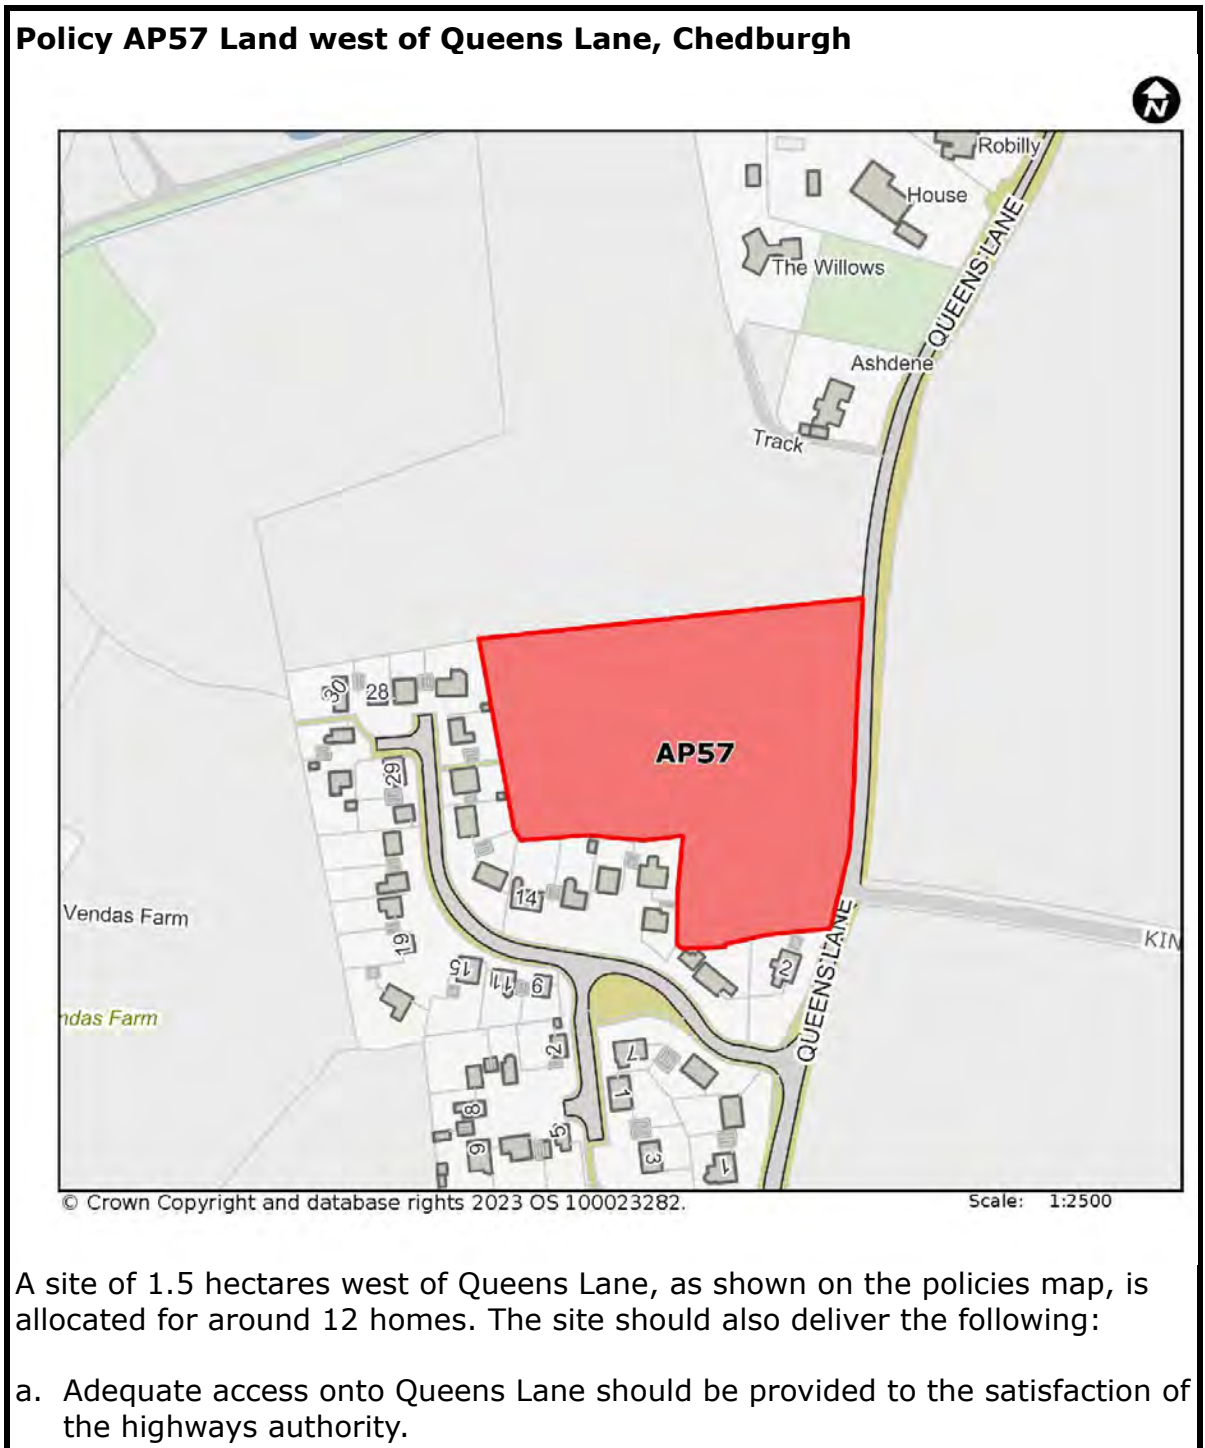 Policy AP57 Land west of Queens Lane, Chedburgh
N
Robilly
House
QUEENS LANE
The Willows
Ashdene
Track
AP57
30
28
29
14
Vendas Farm
19
15
11
9
2
QUEENS LANE
KIN
ndas Farm
2
7
1
8
5
6
3
1
© Crown Copyright and database rights 2023 OS 100023282.
Scale: 1:2500
A site of 1.5 hectares west of Queens Lane, as shown on the policies map, is
allocated for around 12 homes. The site should also deliver the following:
a. Adequate access onto Queens Lane should be provided to the satisfaction of
the highways authority.